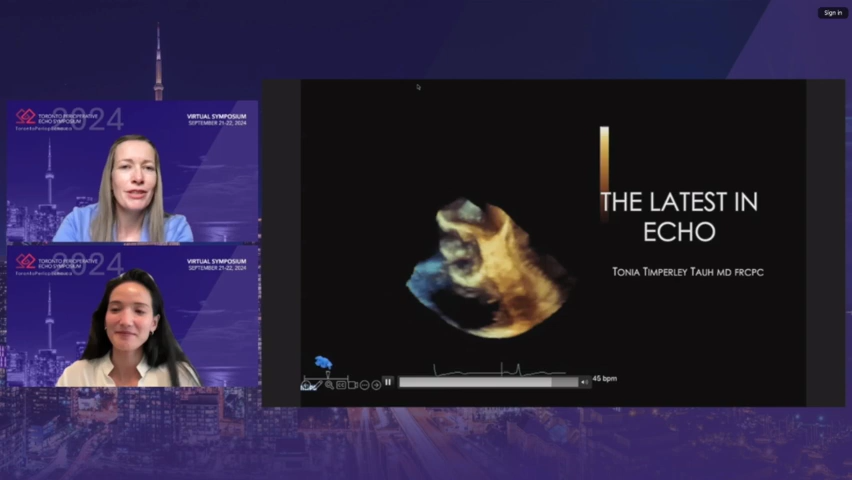 Sign in
2024
TORONTO PERIOPERATIVE
ECHO SYMPOSIUM
VIRTUAL SYMPOSIUM
SEPTEMBER 21-22, 2024
2024
TORONTO PERIOPERATIVE
ECHO SYMPOSIUM
VIRTUAL SYMPOSIUM
SEPTEMBER 21-22, 2024
THE LATEST IN
ECHO
TONIA TIMPERLEY TAUH MD FRCPC
45 bpm